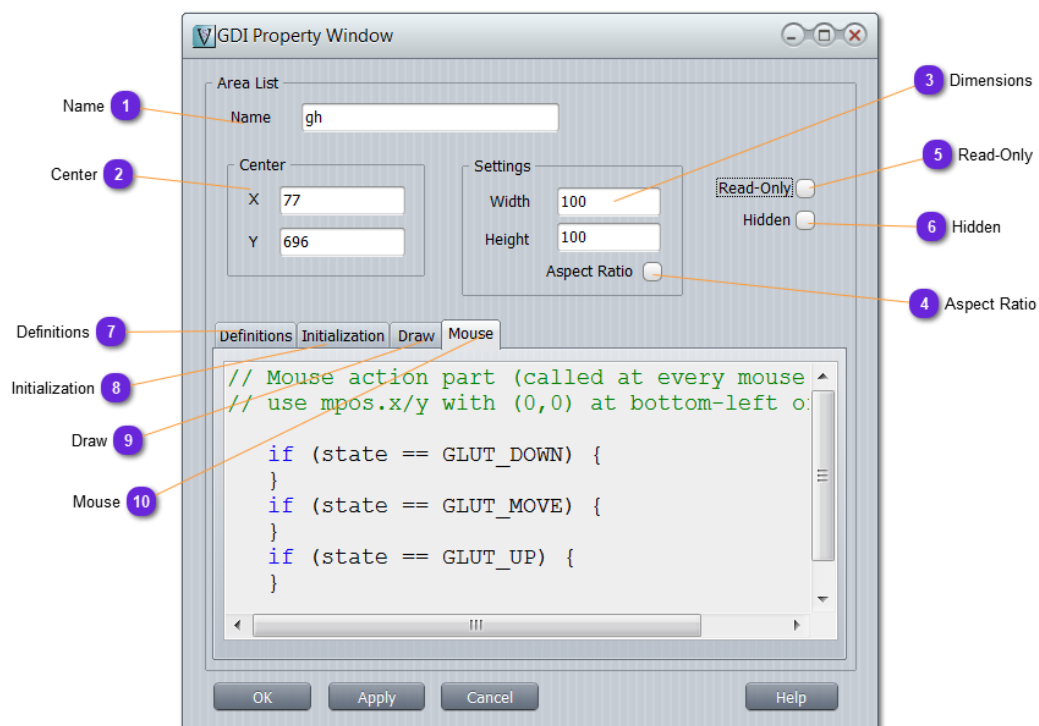 GDI Property Window
Area List
Name 1
Name gh
3 Dimensions
Center 2
Center
X 77
Y 696
Settings
Width 100
Height 100
Aspect Ratio
Read-Only
Hidden
5 Read-Only
6 Hidden
4 Aspect Ratio
Definitions 7
Initialization 8
Draw 9
Mouse 10
Definitions Initialization Draw Mouse
// Mouse action part (called at every mouse
// use mpos.x/y with (0,0) at bottom-left
if (state == GLUT_DOWN) {
}
if (state == GLUT_MOVE) {
}
if (state == GLUT_UP) {
}
OK Apply Cancel Help